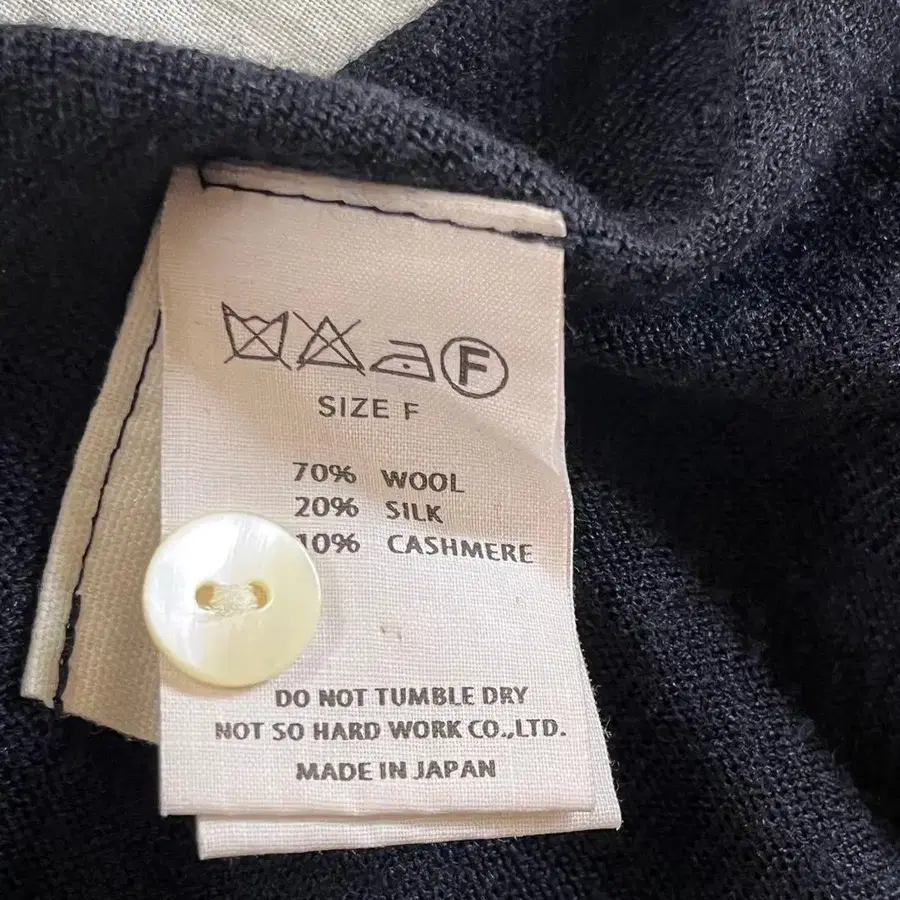 F
SIZE F
70% WOOL
20% SILK
10% CASHMERE
DO NOT TUMBLE DRY
NOT SO HARD WORK CO.,LTD.
MADE IN JAPAN